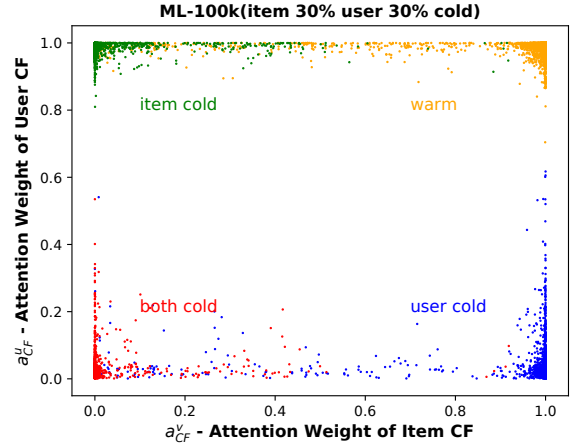 ML-100k(item 30% user 30% cold)
1.0
0.8
0.6
0.4
0.2
0.0
a^u_CF - Attention Weight of User CF
item cold
warm
both cold
user cold
0.0
0.2
0.4
0.6
0.8
1.0
a^v_CF - Attention Weight of Item CF